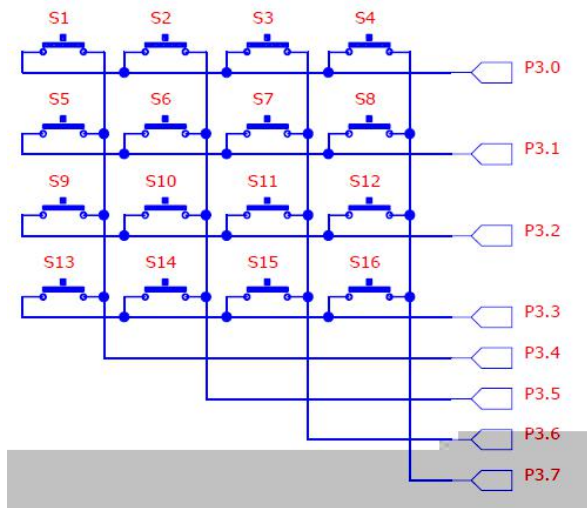 S1 S2 S3 S4
P3.0
S5 S6 S7 S8
P3.1
S9 S10 S11 S12
P3.2
S13 S14 S15 S16
P3.3
P3.4
P3.5
P3.6
P3.7